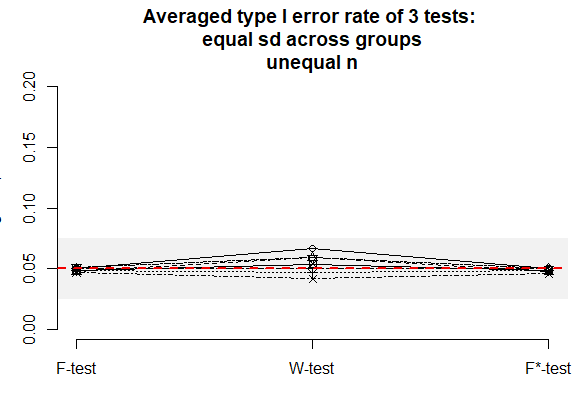 Averaged type I error rate of 3 tests:
equal sd across groups
unequal n
0.20
0.15
0.10
0.05
0.00
F-test
W-test
F*-test